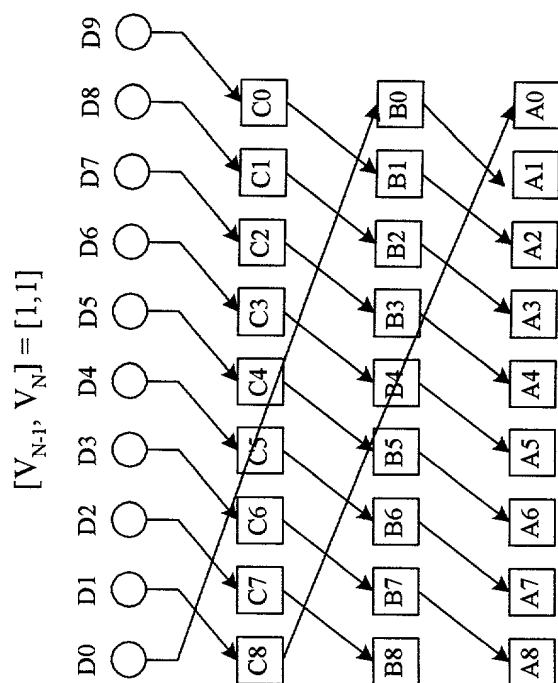 [V_{N-1}, V_N] = [1,1]
D0 D1 D2 D3 D4 D5 D6 D7 D8 D9
C8 C7 C6 C5 C4 C3 C2 C1 C0
B8 B7 B6 B5 B4 B3 B2 B1 B0
A8 A7 A6 A5 A4 A3 A2 A1 A0